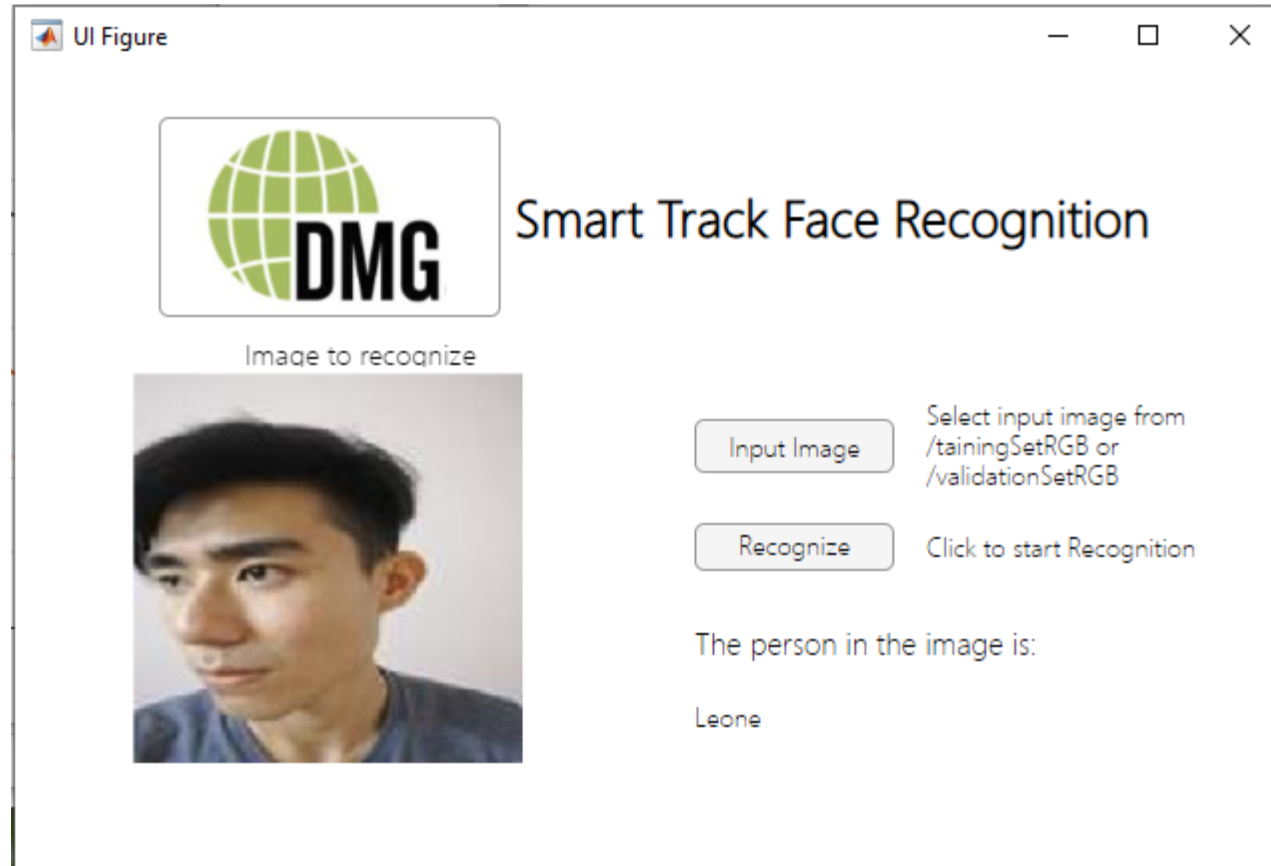 UI Figure
DMG
Smart Track Face Recognition
Image to recognize
Input Image
Select input image from
/tainingSetRGB or
/validationSetRGB
Recognize
Click to start Recognition
The person in the image is:
Leone